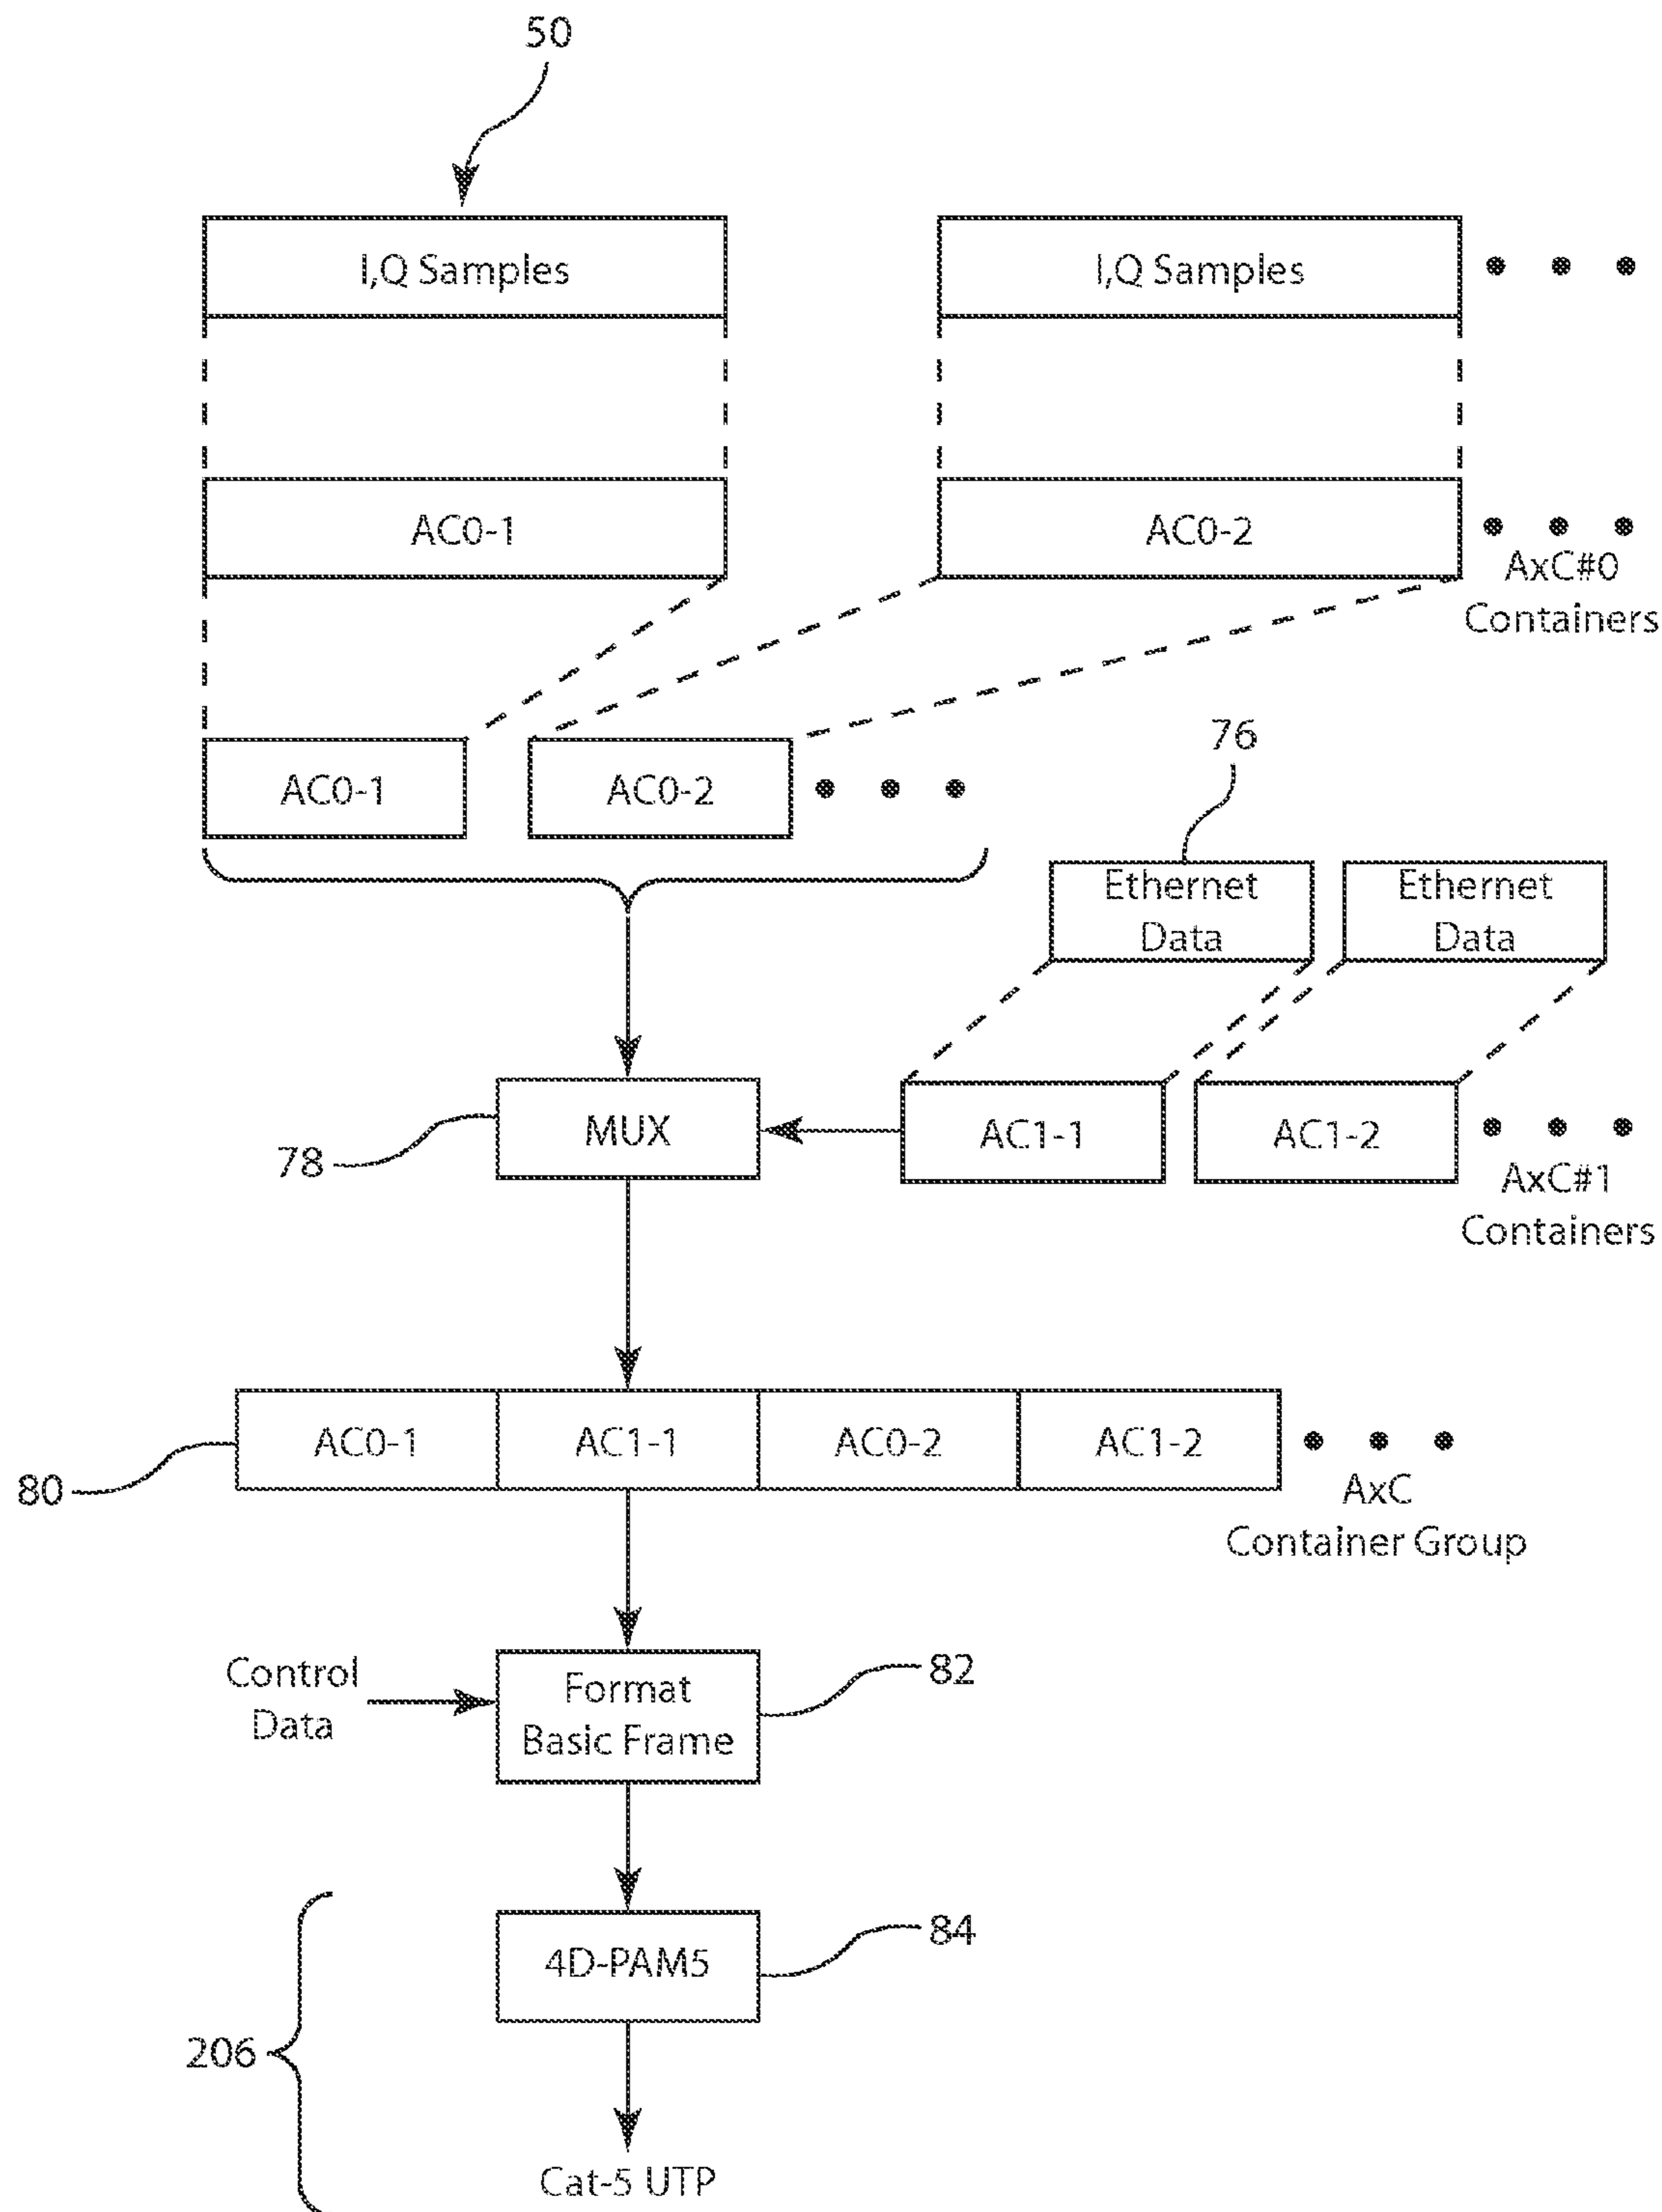 50
I,Q Samples
I,Q Samples
AC0-1
AC0-2
AxC#0
Containers
76
AC0-1
AC0-2
Ethernet
Data
Ethernet
Data
MUX
AC1-1
AC1-2
78
AxC#1
Containers
AC0-1
AC1-1
AC0-2
AC1-2
80
AxC
Container Group
Control
Data
Format
Basic Frame
82
4D-PAM5
84
206
Cat-5 UTP